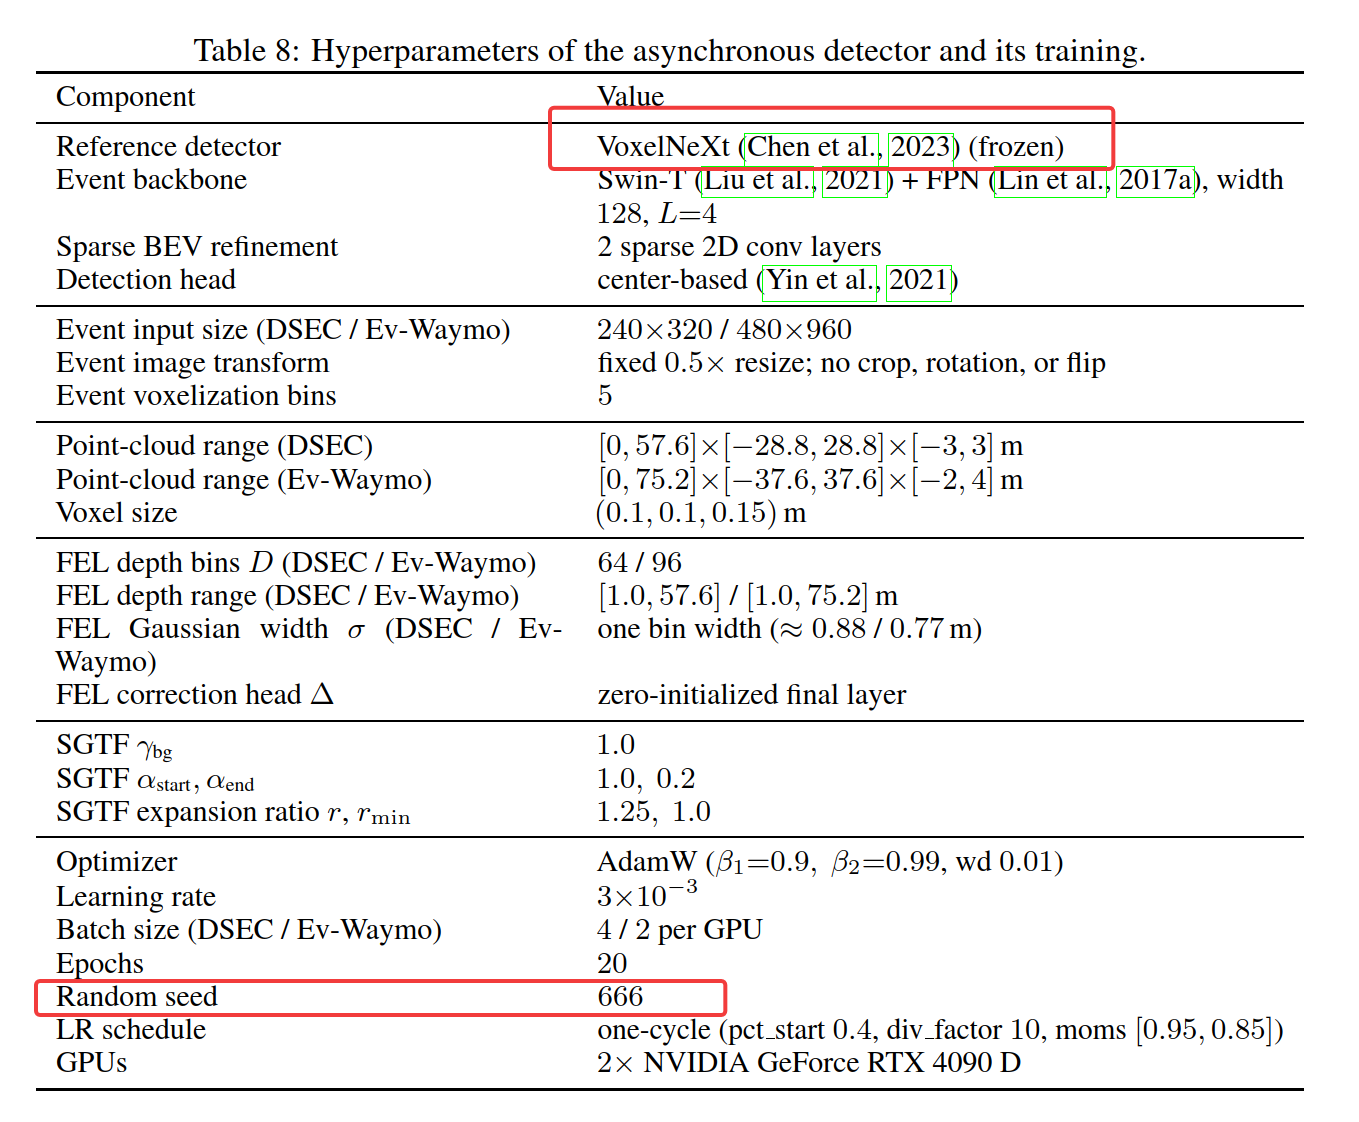 Table 8: Hyperparameters of the asynchronous detector and its training.
Component Value
Reference detector VoxelNeXt (Chen et al., 2023) (frozen)
Event backbone Swin-T (Liu et al., 2021) + FPN (Lin et al., 2017a), width
128, L=4
Sparse BEV refinement 2 sparse 2D conv layers
Detection head center-based (Yin et al., 2021)
Event input size (DSEC / Ev-Waymo) 240×320 / 480×960
Event image transform fixed 0.5× resize; no crop, rotation, or flip
Event voxelization bins 5
Point-cloud range (DSEC) [0, 57.6]×[−28.8, 28.8]×[−3, 3] m
Point-cloud range (Ev-Waymo) [0, 75.2]×[−37.6, 37.6]×[−2, 4] m
Voxel size (0.1, 0.1, 0.15) m
FEL depth bins D (DSEC / Ev-Waymo) 64 / 96
FEL depth range (DSEC / Ev-Waymo) [1.0, 57.6] / [1.0, 75.2] m
FEL Gaussian width σ (DSEC / Ev- one bin width (≈ 0.88 / 0.77 m)
Waymo)
FEL correction head Δ zero-initialized final layer
SGTF γbg 1.0
SGTF αstart, αend 1.0, 0.2
SGTF expansion ratio r, rmin 1.25, 1.0
Optimizer AdamW (β1=0.9, β2=0.99, wd 0.01)
Learning rate 3×10−3
Batch size (DSEC / Ev-Waymo) 4 / 2 per GPU
Epochs 20
Random seed 666
LR schedule one-cycle (pct_start 0.4, div_factor 10, moms [0.95, 0.85])
GPUs 2× NVIDIA GeForce RTX 4090 D